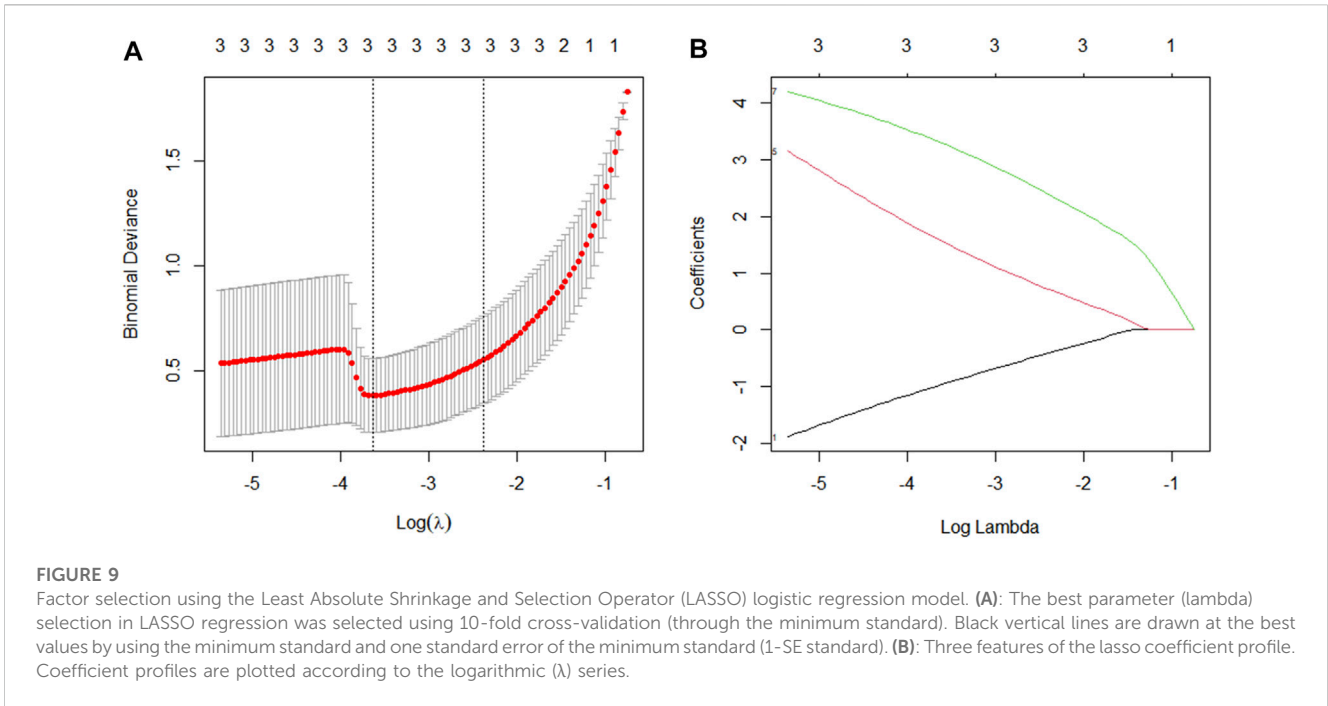 A
3 3 3 3 3 3 3 3 3 3 3 3 3 3 2 1 1
Binomial Deviance
1.5
1.0
0.5
-5 -4 -3 -2 -1
Log(λ)
B
3 3 3 3 1
Coefficients
4
3
2
1
0
-1
-2
7
5
1
-5 -4 -3 -2 -1
Log Lambda
FIGURE 9
Factor selection using the Least Absolute Shrinkage and Selection Operator (LASSO) logistic regression model. (A): The best parameter (lambda)
selection in LASSO regression was selected using 10-fold cross-validation (through the minimum standard). Black vertical lines are drawn at the best
values by using the minimum standard and one standard error of the minimum standard (1-SE standard). (B): Three features of the lasso coefficient profile.
Coefficient profiles are plotted according to the logarithmic (λ) series.